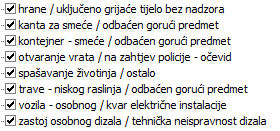 hrane / uključeno grijaće tijelo bez nadzora
kanta za smeće / odbačen gorući predmet
kontejner - smeće / odbačen gorući predmet
otvaranje vrata / na zahtjev policije - očevid
spašavanje životinja / ostalo
trave - niskog raslinja / odbačen gorući predmet
vozila - osobnog / kvar električne instalacije
zastoj osobnog dizala / tehnička neispravnost dizala